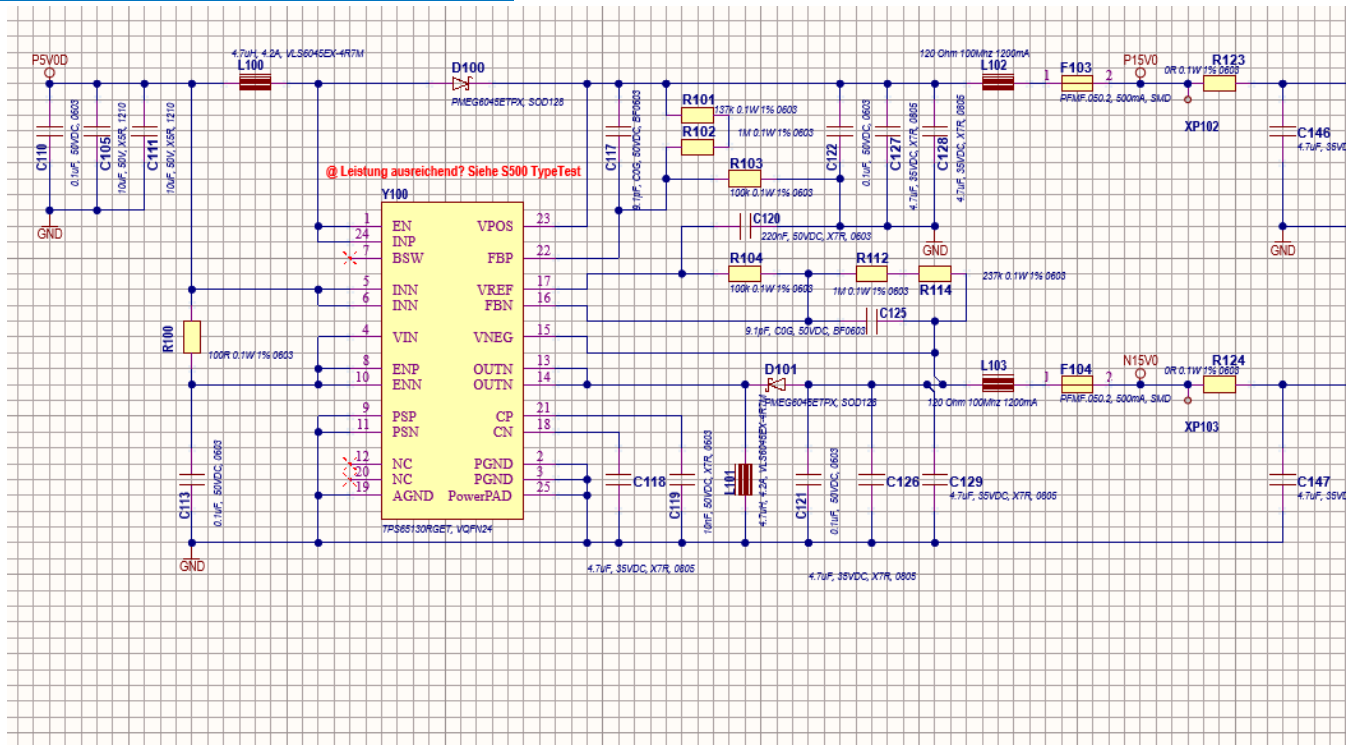 4.7uH, 4.2A, VLS6045EX-4R7M
120 Ohm 100Mhz 1200mA
P5V0D
L100
D100
L102
F103
P15V0
R123
1
2
0R 0.1W 1% 0603
PMEG6045ETPX, SOD128
PFMF.050.2, 500mA, SMD
XP102
C110
0.1uF, 50VDC, 0603
C105
10uF, 50V, X5R, 1210
C111
10uF, 50V, X5R, 1210
C117
9.1pF, C0G, 50VDC, BF0603
R101
137k 0.1W 1% 0603
R102
1M 0.1W 1% 0603
R103
100k 0.1W 1% 0603
C122
0.1uF, 50VDC, 0603
C127
4.7uF, 35VDC, X7R, 0805
C128
4.7uF, 35VDC, X7R, 0805
C146
4.7uF, 35VD
@ Leistung ausreichend? Siehe S500 TypeTest
Y100
GND
C120
220nF, 50VDC, X7R, 0603
GND
GND
1 EN VPOS 23
24 INP
7 BSW FBP 22
5 INN VREF 17
6 INN FBN 16
4 VIN VNEG 15
8 ENP OUTN 13
10 ENN OUTN 14
9 PSP CP 21
11 PSN CN 18
12 NC PGND 2
20 NC PGND 3
19 AGND PowerPAD 25
TPS65130RGET, VQFN24
R104
100k 0.1W 1% 0603
R112
1M 0.1W 1% 0603
R114
237k 0.1W 1% 0603
C125
9.1pF, C0G, 50VDC, BF0603
R100
100R 0.1W 1% 0603
D101
PMEG6045ETPX, SOD128
L103
120 Ohm 100Mhz 1200mA
F104
1
2
PFMF.050.2, 500mA, SMD
N15V0
R124
0R 0.1W 1% 0603
XP103
C113
0.1uF, 50VDC, 0603
C118
C119
10nF, 50VDC, X7R, 0603
L101
4.7uH, 4.2A, VLS6045EX-4R7M
C121
0.1uF, 50VDC, 0603
C126
C129
4.7uF, 35VDC, X7R, 0805
C147
4.7uF, 35VD
GND
4.7uF, 35VDC, X7R, 0805
4.7uF, 35VDC, X7R, 0805